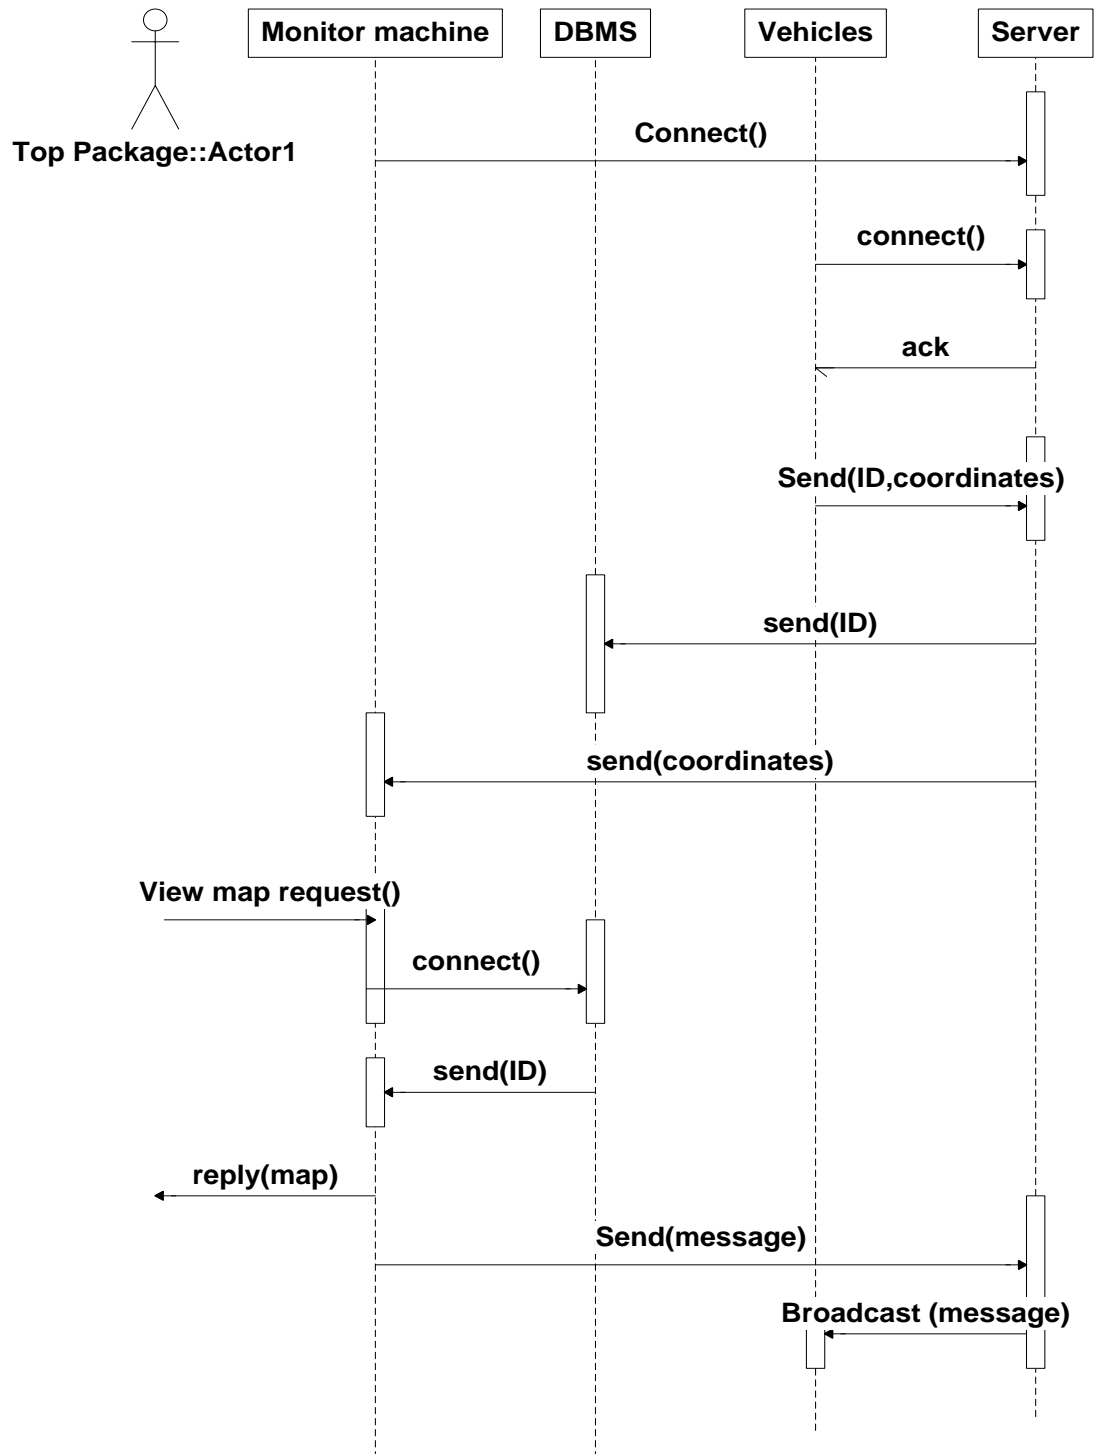 Monitor machine
DBMS
Vehicles
Server
Top Package::Actor1
Connect()
connect()
ack
Send(ID,coordinates)
send(ID)
send(coordinates)
View map request()
connect()
send(ID)
reply(map)
Send(message)
Broadcast (message)